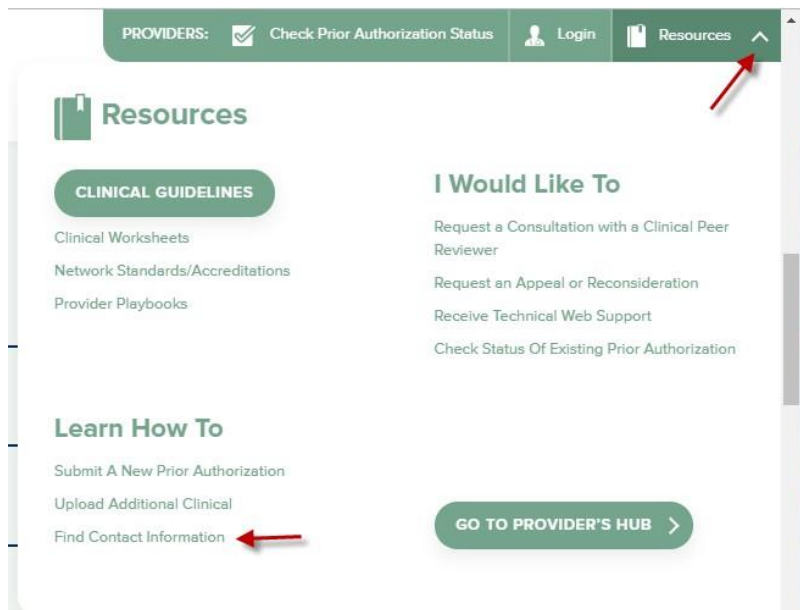 PROVIDERS: Check Prior Authorization Status Login Resources
Resources
CLINICAL GUIDELINES
Clinical Worksheets
Network Standards/Accreditations
Provider Playbooks
I Would Like To
Request a Consultation with a Clinical Peer
Reviewer
Request an Appeal or Reconsideration
Receive Technical Web Support
Check Status Of Existing Prior Authorization
Learn How To
Submit A New Prior Authorization
Upload Additional Clinical
Find Contact Information
GO TO PROVIDER'S HUB